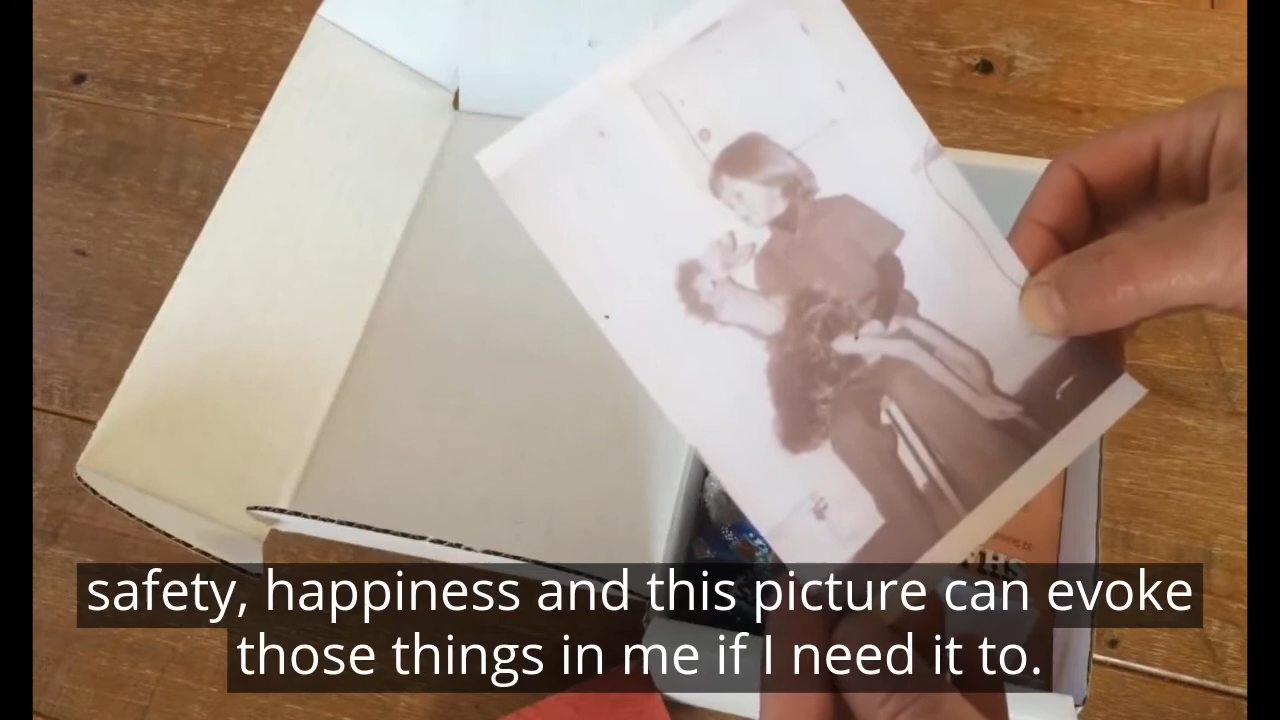 safety, happiness and this picture can evoke
those things in me if I need it to.